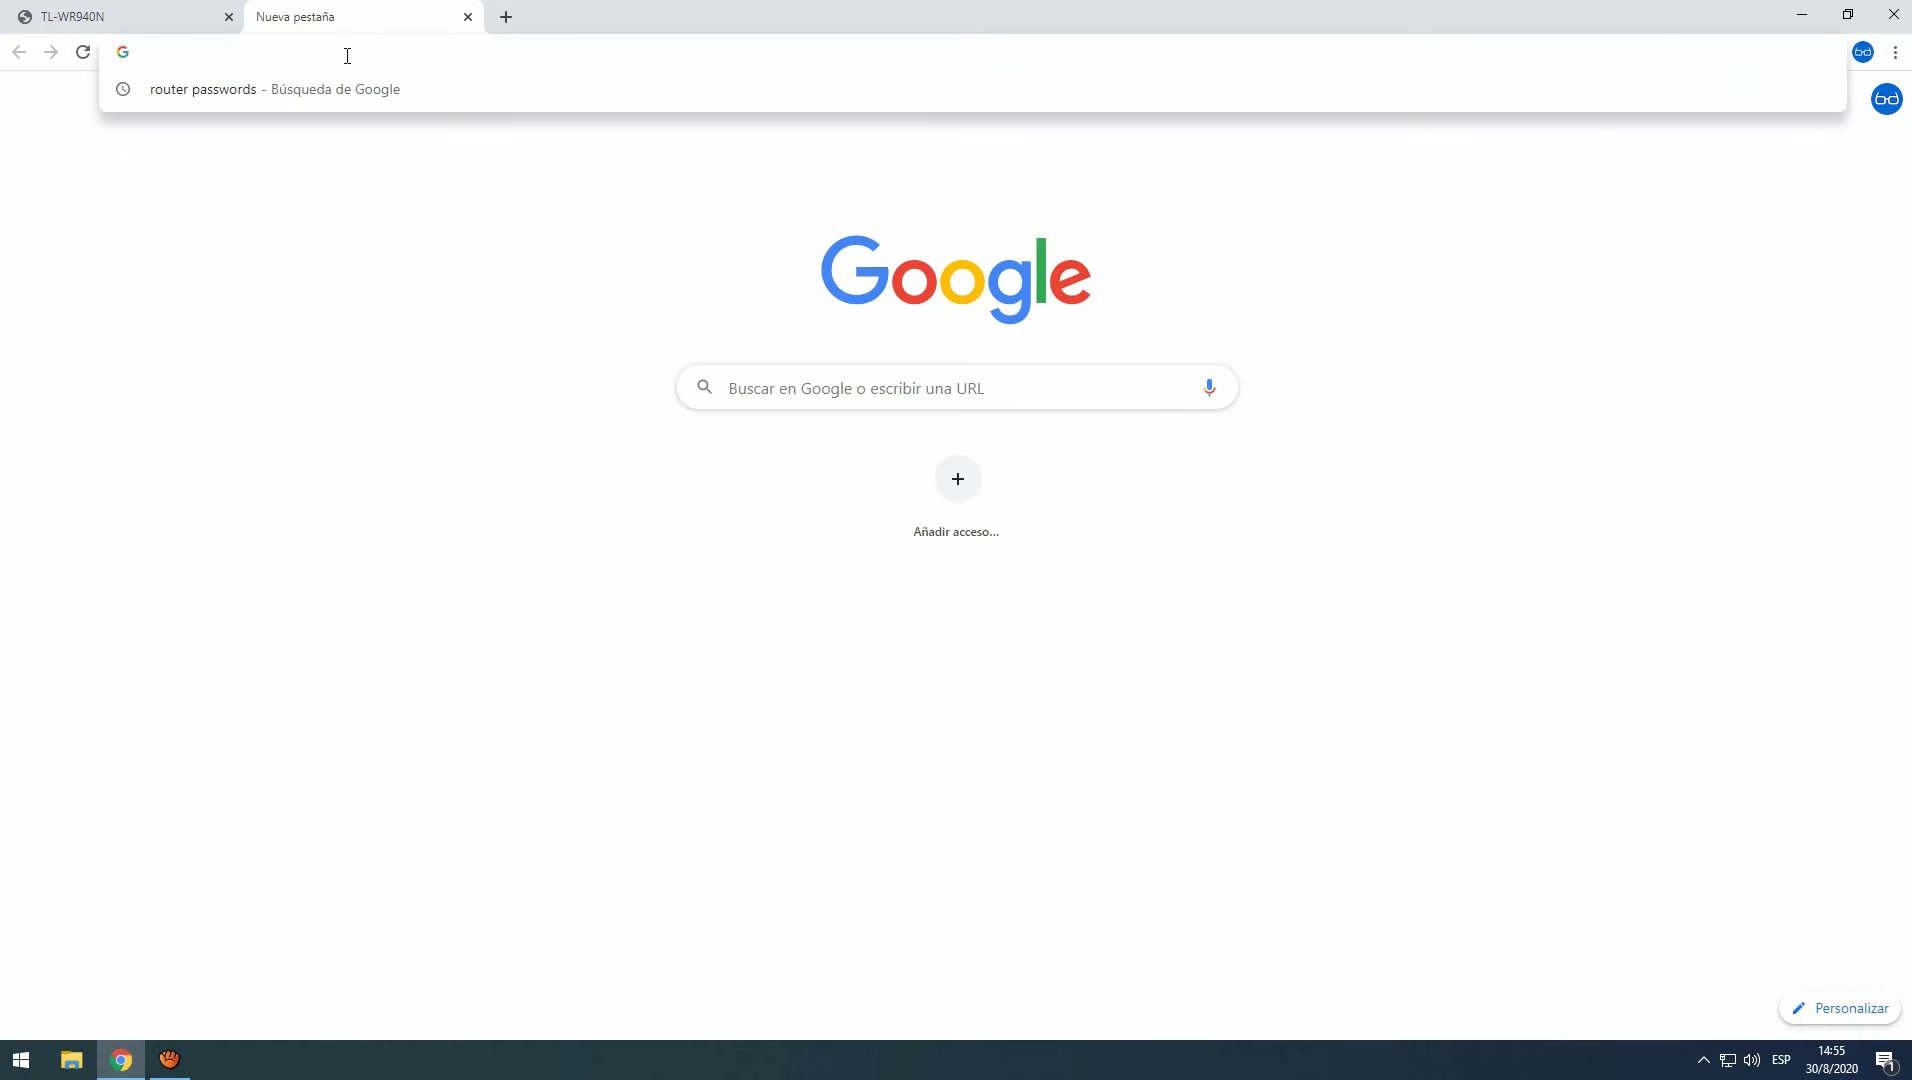 TL-WR940N
Nueva pestaña
router passwords - Búsqueda de Google
Google
Buscar en Google o escribir una URL
Añadir acceso...
Personalizar
ESP
14:55
30/8/2020
1